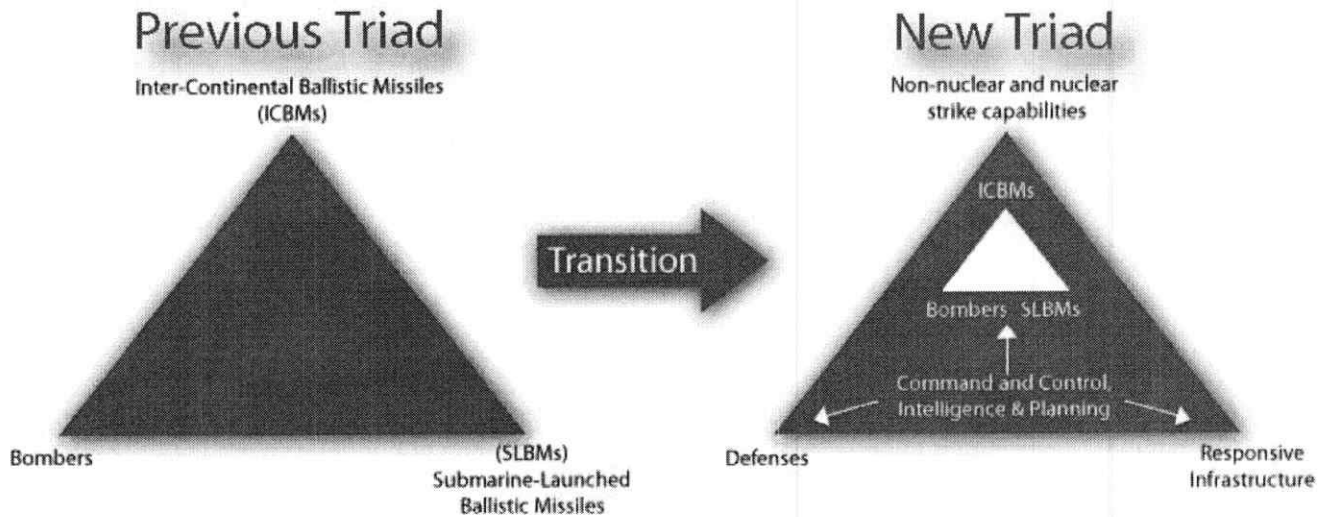 Previous Triad
Inter-Continental Ballistic Missiles
(ICBMs)
Bombers
(SLBMs)
Submarine-Launched
Ballistic Missiles
Transition
New Triad
Non-nuclear and nuclear
strike capabilities
ICBMs
Bombers SLBMs
Command and Control,
Intelligence & Planning
Defenses
Responsive
Infrastructure